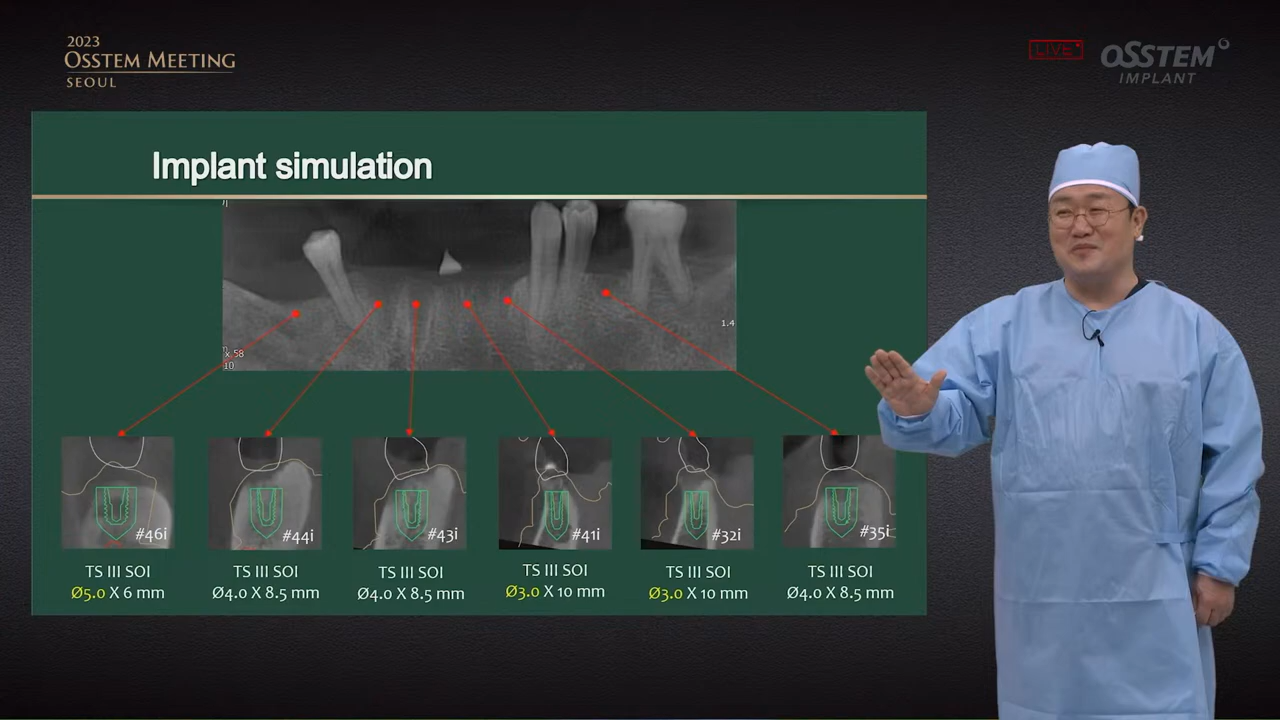 2023
OSSTEM MEETING
SEOUL
LIVE
OSSTEM
IMPLANT
Implant simulation
1.4
x 58
10
#46i
#44i
#43i
#41i
#32i
#35i
TS III SOI
Ø5.0 X 6 mm
TS III SOI
Ø4.0 X 8.5 mm
TS III SOI
Ø4.0 X 8.5 mm
TS III SOI
Ø3.0 X 10 mm
TS III SOI
Ø3.0 X 10 mm
TS III SOI
Ø4.0 X 8.5 mm